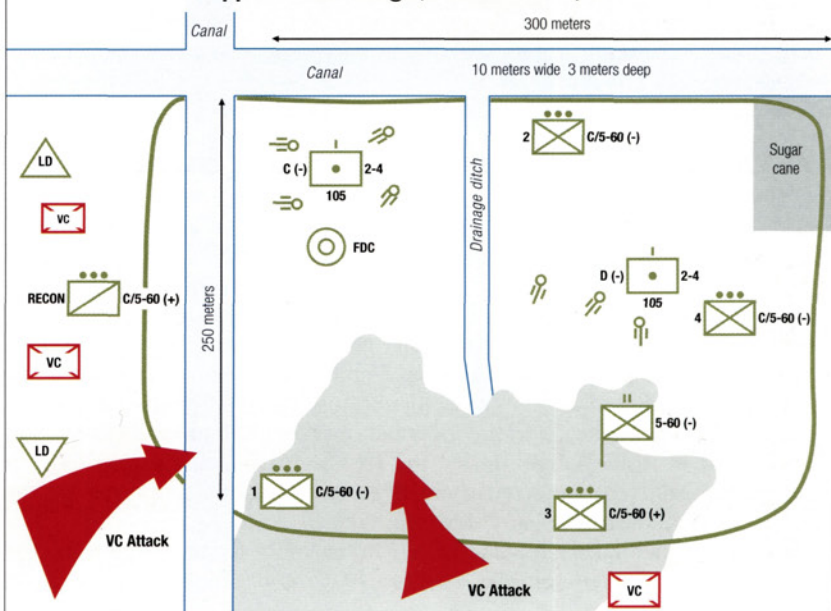 Canal
300 meters
Canal
10 meters wide 3 meters deep
2
C/5-60 (-)
Sugar
cane
LD
C (-)
2-4
105
VC
FDC
Drainage ditch
RECON
C/5-60 (+)
D (-)
2-4
105
4
C/5-60 (-)
250 meters
VC
5-60 (-)
LD
1
C/5-60 (-)
3
C/5-60 (+)
VC Attack
VC Attack
VC